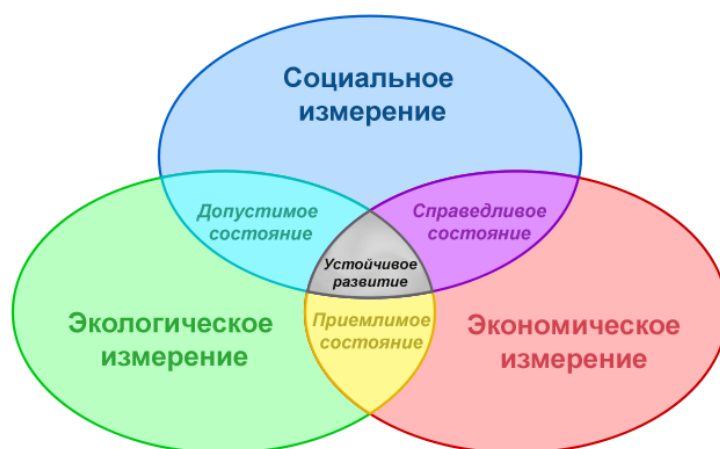 Социальное
измерение
Допустимое
состояние
Справедливое
состояние
Устойчивое
развитие
Экологическое
измерение
Приемлимое
состояние
Экономическое
измерение